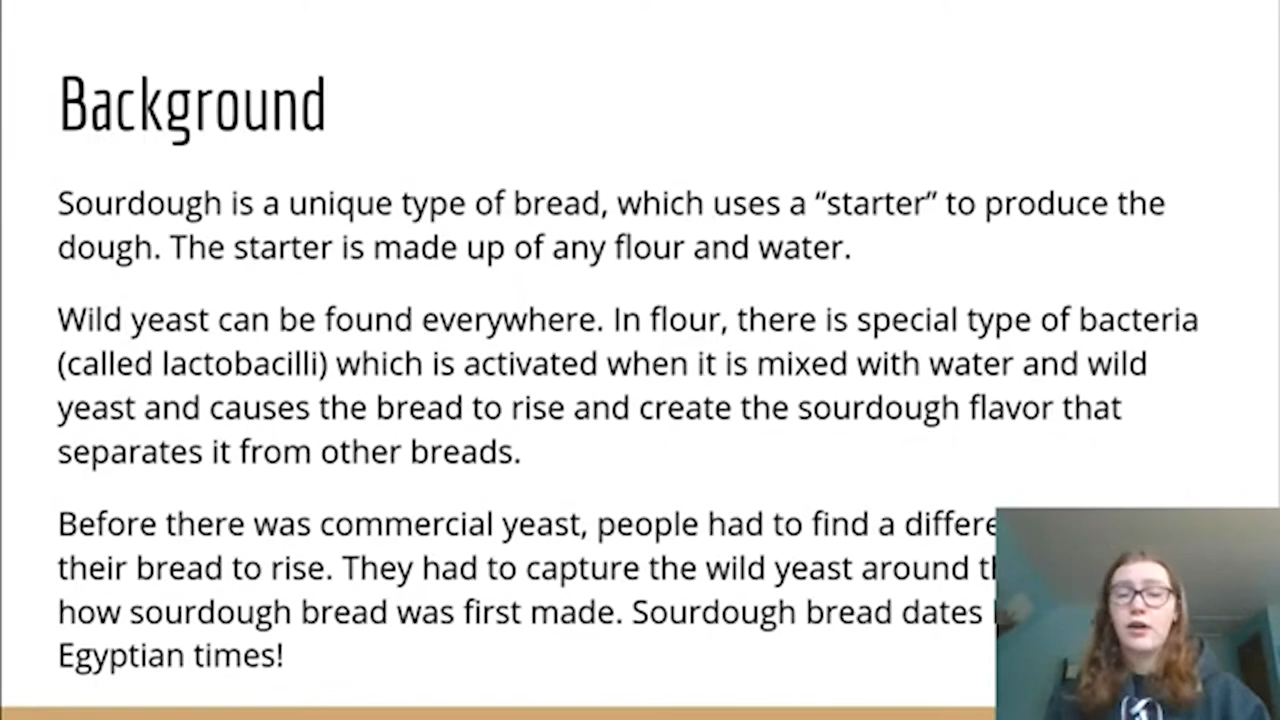 Background
Sourdough is a unique type of bread, which uses a “starter” to produce the
dough. The starter is made up of any flour and water.
Wild yeast can be found everywhere. In flour, there is special type of bacteria
(called lactobacilli) which is activated when it is mixed with water and wild
yeast and causes the bread to rise and create the sourdough flavor that
separates it from other breads.
Before there was commercial yeast, people had to find a
their bread to rise. They had to capture the wild yeast around
how sourdough bread was first made. Sourdough bread dates
Egyptian times!